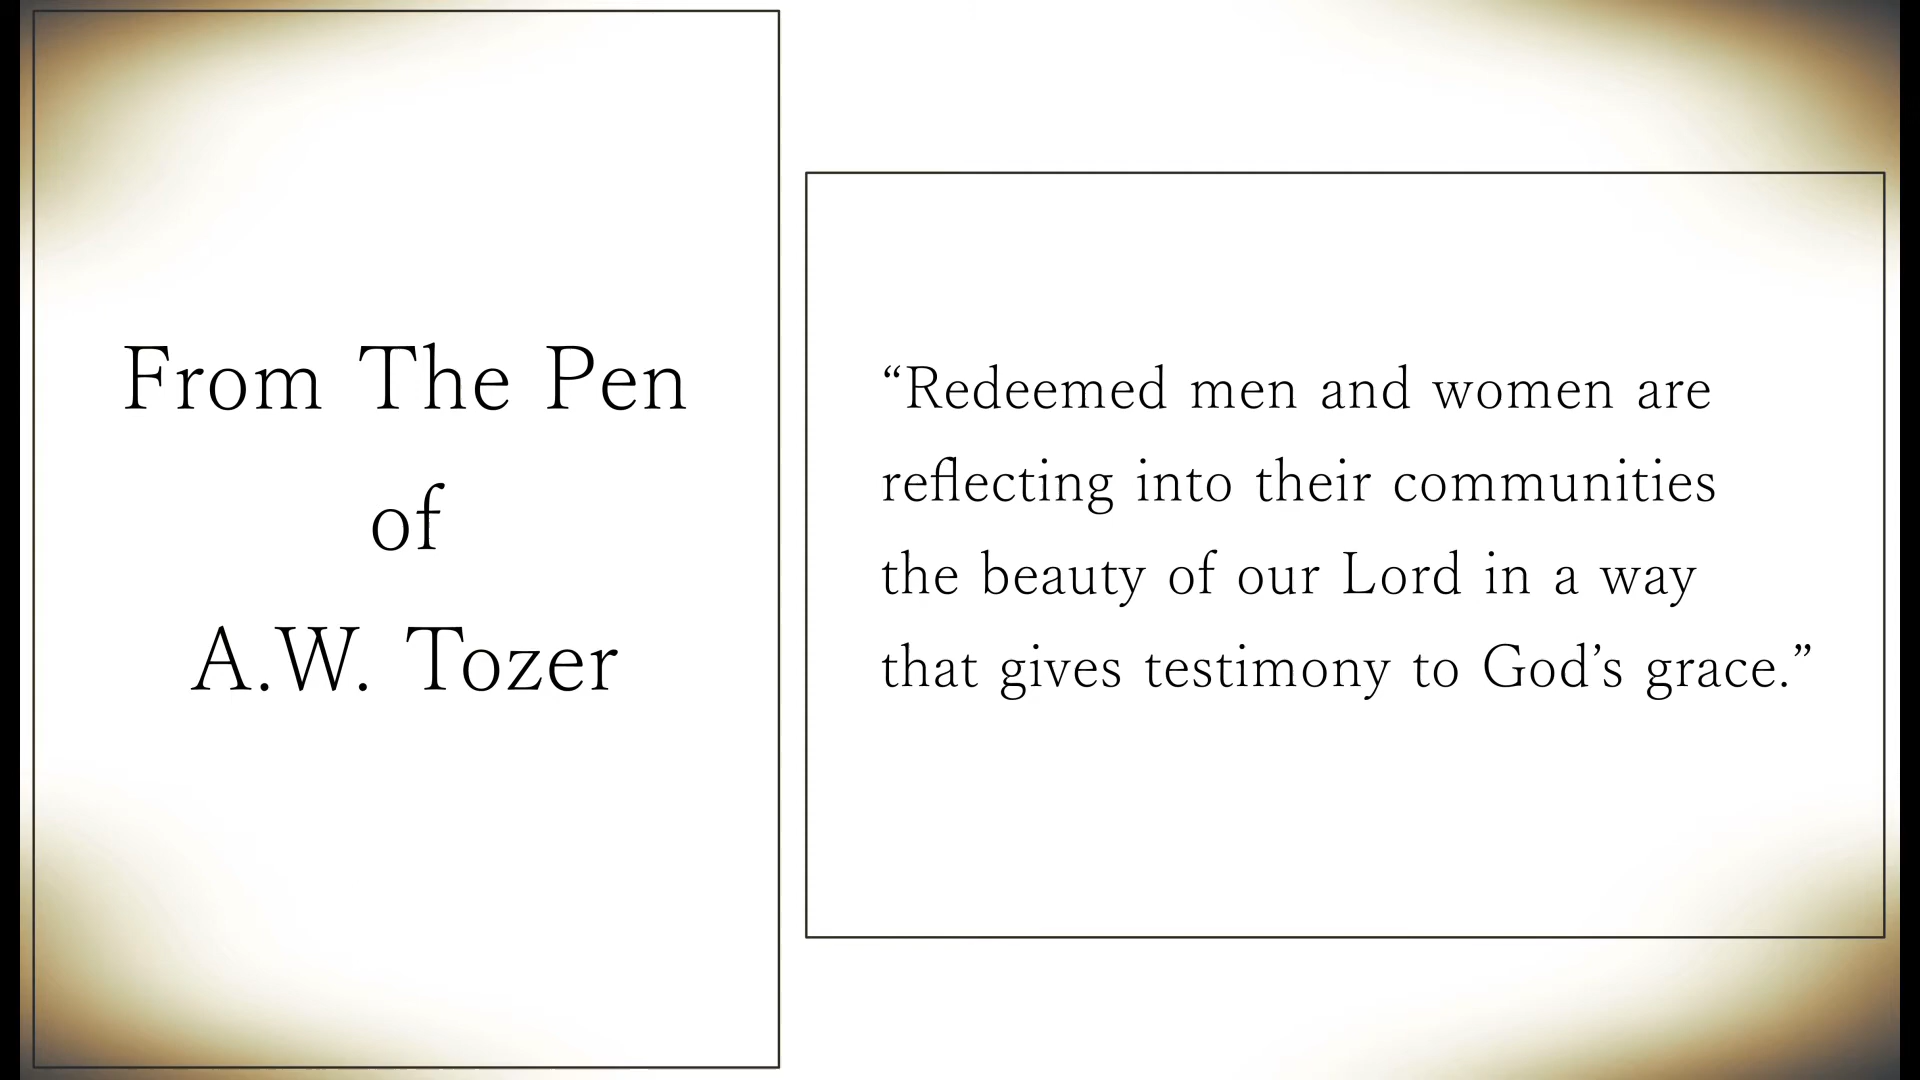 From The Pen
of
A.W. Tozer
“Redeemed men and women are
reflecting into their communities
the beauty of our Lord in a way
that gives testimony to God’s grace.”